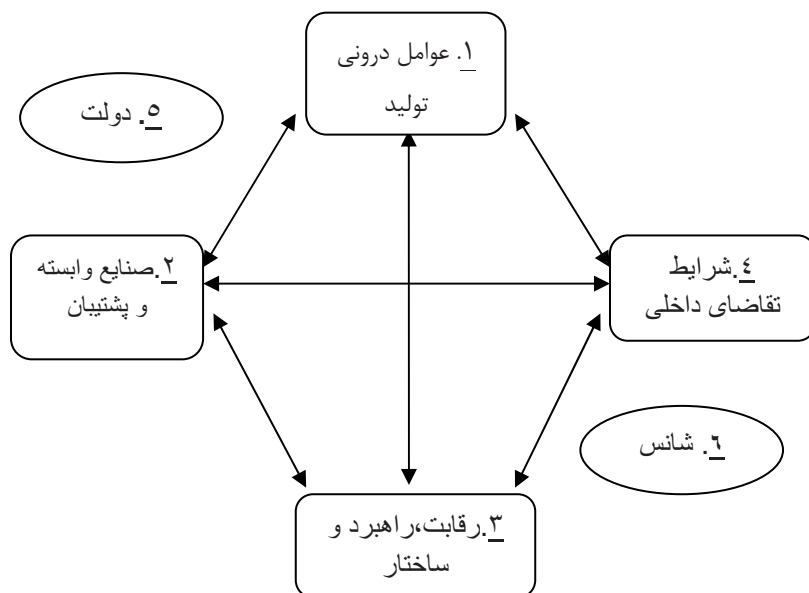 ۱. عوامل درونی
تولید
۵. دولت
۲.صنایع وابسته
و پشتیبان
۴.شرایط
تقاضای داخلی
۶. شانس
۳.رقابت،راهبرد و
ساختار